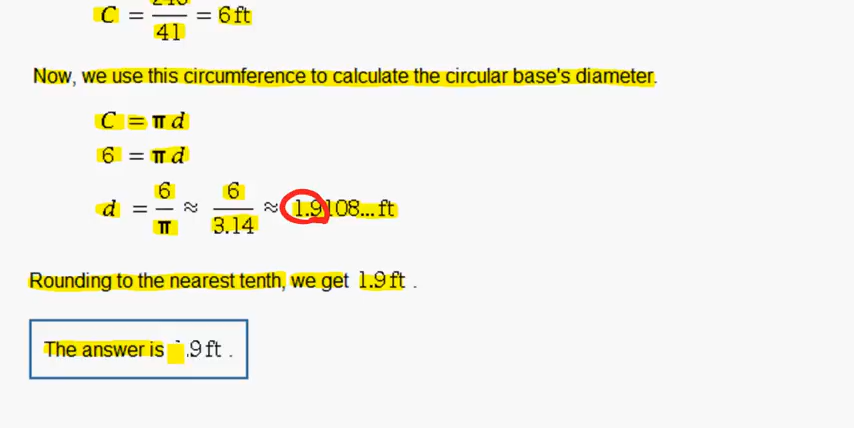 C = 246/41 = 6 ft
Now, we use this circumference to calculate the circular base's diameter.
C = π d
6 = π d
d = 6/π ≈ 6/3.14 ≈ 1.9108... ft
Rounding to the nearest tenth, we get 1.9 ft .
The answer is 1.9 ft .